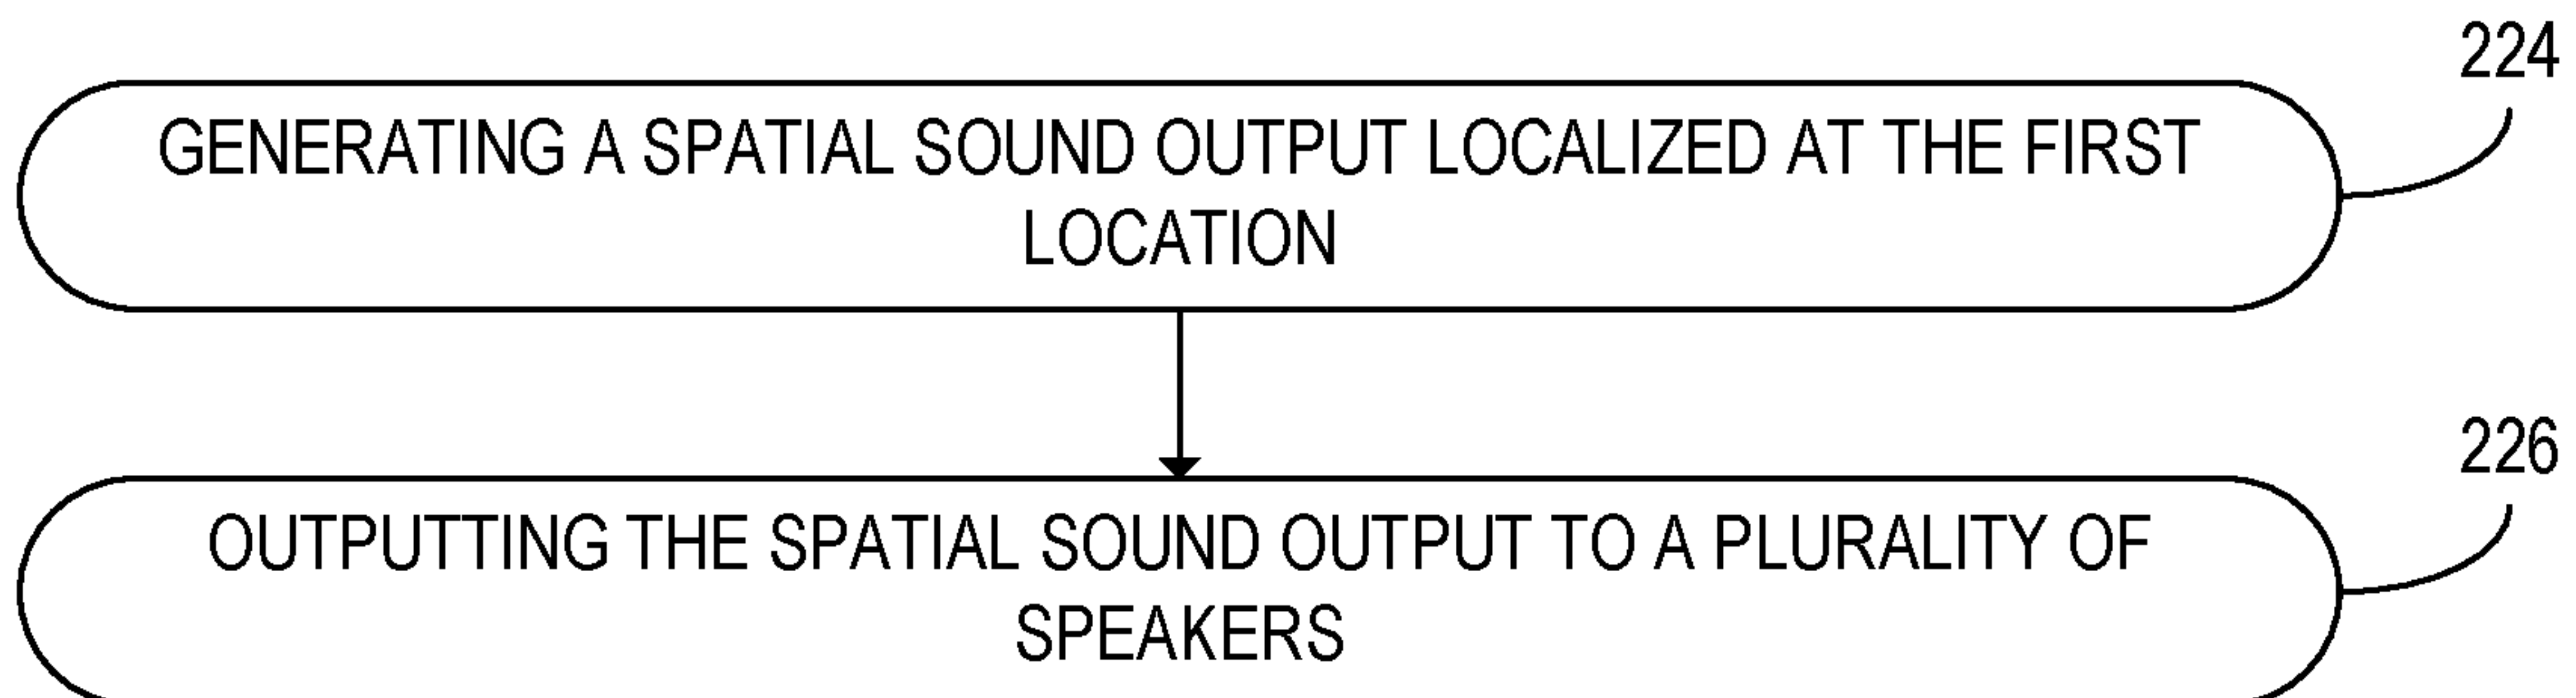 224
GENERATING A SPATIAL SOUND OUTPUT LOCALIZED AT THE FIRST
LOCATION
226
OUTPUTTING THE SPATIAL SOUND OUTPUT TO A PLURALITY OF
SPEAKERS